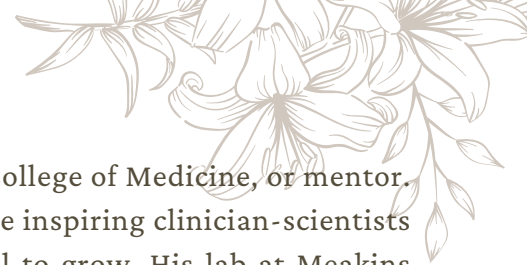 ollege of Medicine, or mentor.
e inspiring clinician-scientists
l to grow. His lab at Meakins